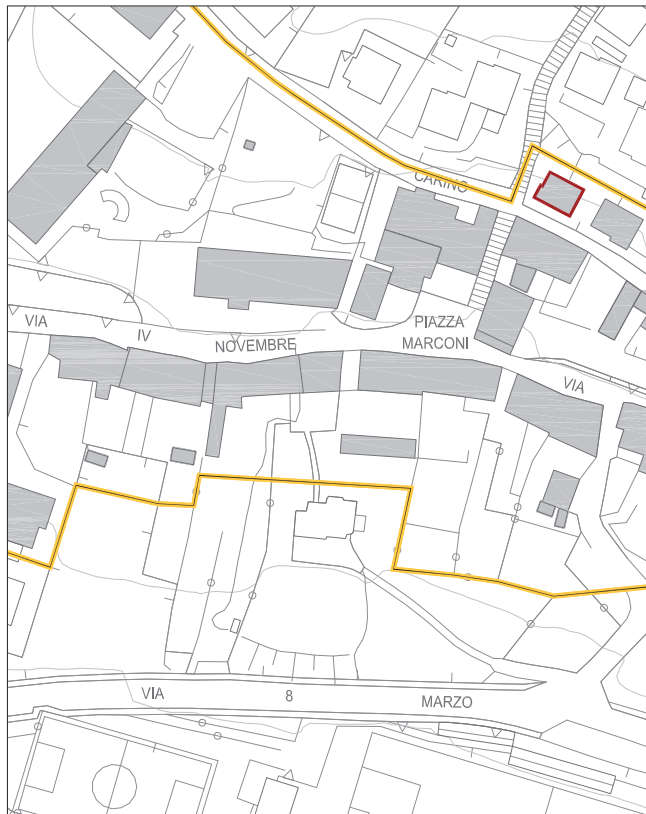 CARINO
VIA IV NOVEMBRE
PIAZZA
MARCONI
VIA
VIA 8 MARZO